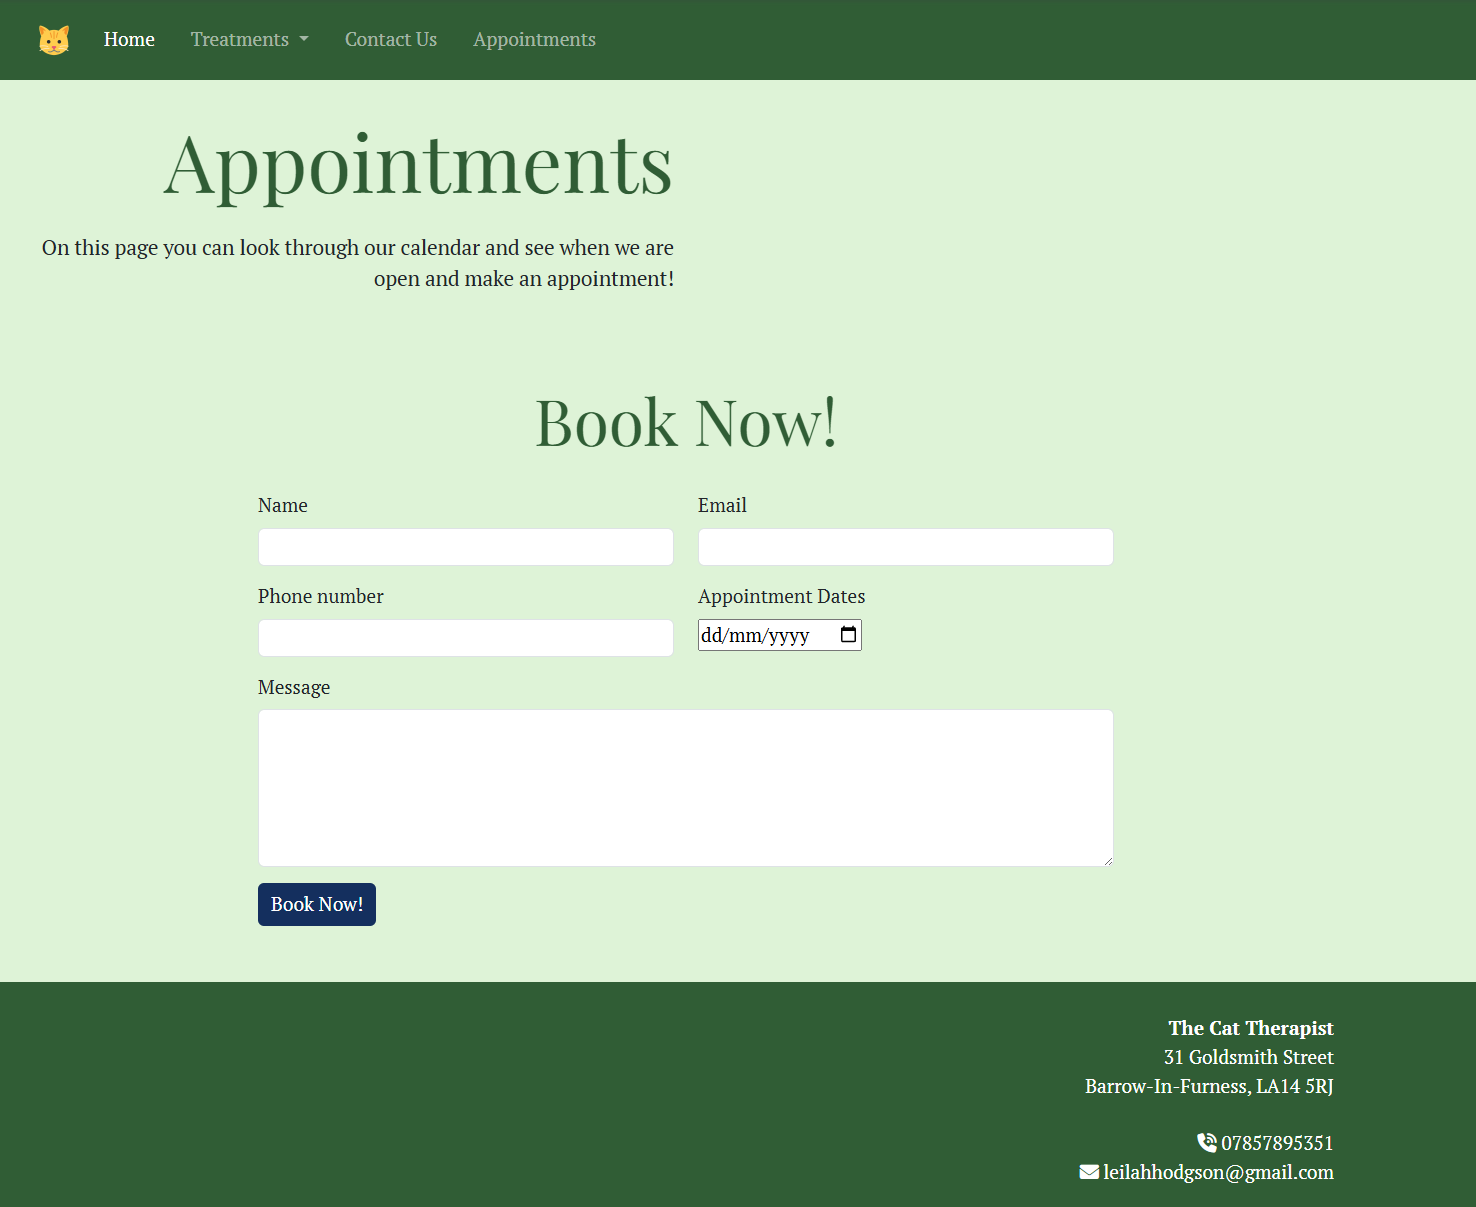 Home Treatments Contact Us Appointments
Appointments
On this page you can look through our calendar and see when we are
open and make an appointment!
Book Now!
Name Email
Phone number Appointment Dates
dd/mm/yyyy
Message
Book Now!
The Cat Therapist
31 Goldsmith Street
Barrow-In-Furness, LA14 5RJ
07857895351
leilahhodgson@gmail.com